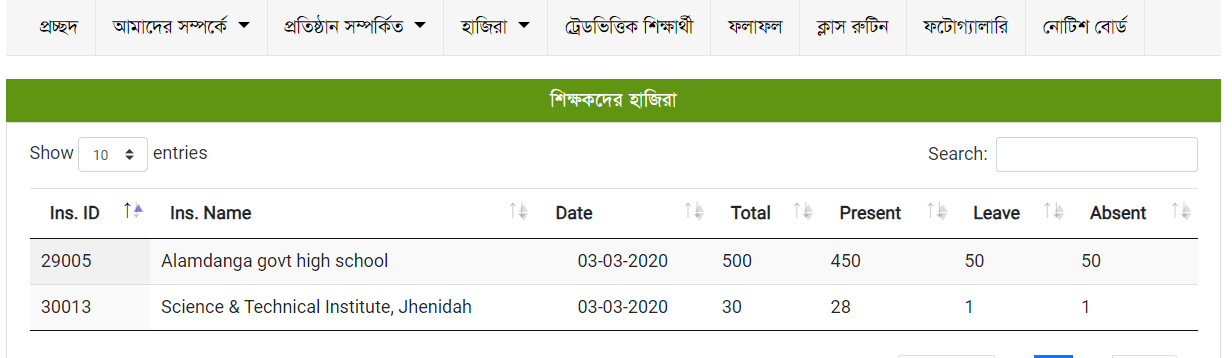 প্রচ্ছদ আমাদের সম্পর্কে প্রতিষ্ঠান সম্পর্কিত হাজিরা ট্রেডভিত্তিক শিক্ষার্থী ফলাফল ক্লাস রুটিন ফটোগ্যালারি নোটিশ বোর্ড
শিক্ষকদের হাজিরা
Show 10 entries Search:
Ins. ID Ins. Name Date Total Present Leave Absent
29005 Alamdanga govt high school 03-03-2020 500 450 50 50
30013 Science & Technical Institute, Jhenidah 03-03-2020 30 28 1 1